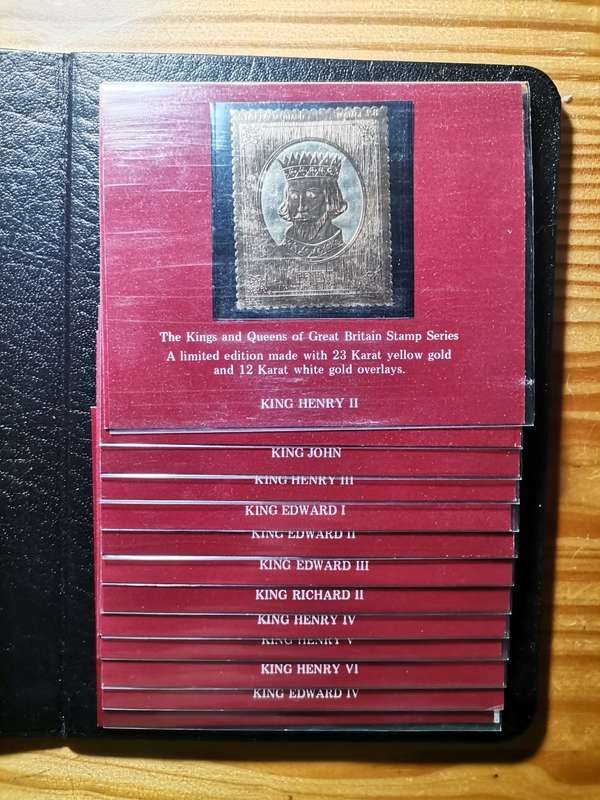 The Kings and Queens of Great Britain Stamp Series
A limited edition made with 23 Karat yellow gold
and 12 Karat white gold overlays.
KING HENRY II
KING JOHN
KING HENRY III
KING EDWARD I
KING EDWARD II
KING EDWARD III
KING RICHARD II
KING HENRY IV
KING HENRY V
KING HENRY VI
KING EDWARD IV